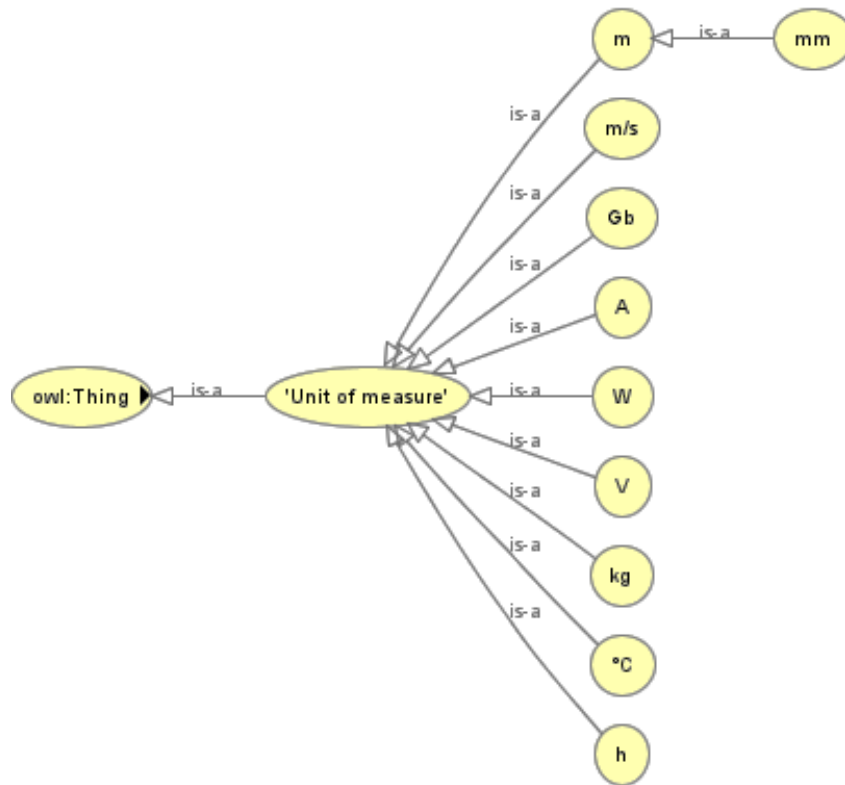 m
is-a
mm
is-a
m/s
is-a
Gb
is-a
A
is-a
owl:Thing
is-a
'Unit of measure'
is-a
W
is-a
V
is-a
kg
is-a
°C
is-a
h